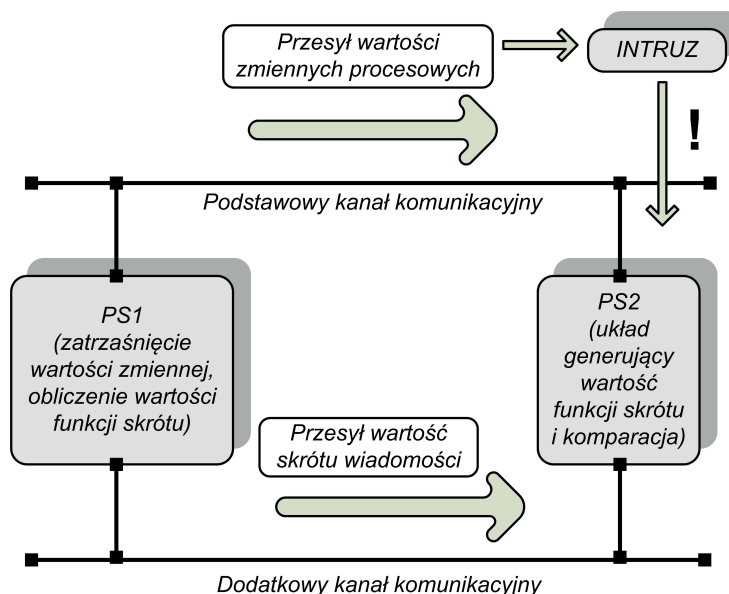 Przesył wartości
zmiennych procesowych
INTRUZ
!
Podstawowy kanał komunikacyjny
PS1
(zatrzaśnięcie
wartości zmiennej,
obliczenie wartości
funkcji skrótu)
PS2
(układ
generujący
wartość
funkcji skrótu
i komparacja)
Przesył wartość
skrótu wiadomości
Dodatkowy kanał komunikacyjny